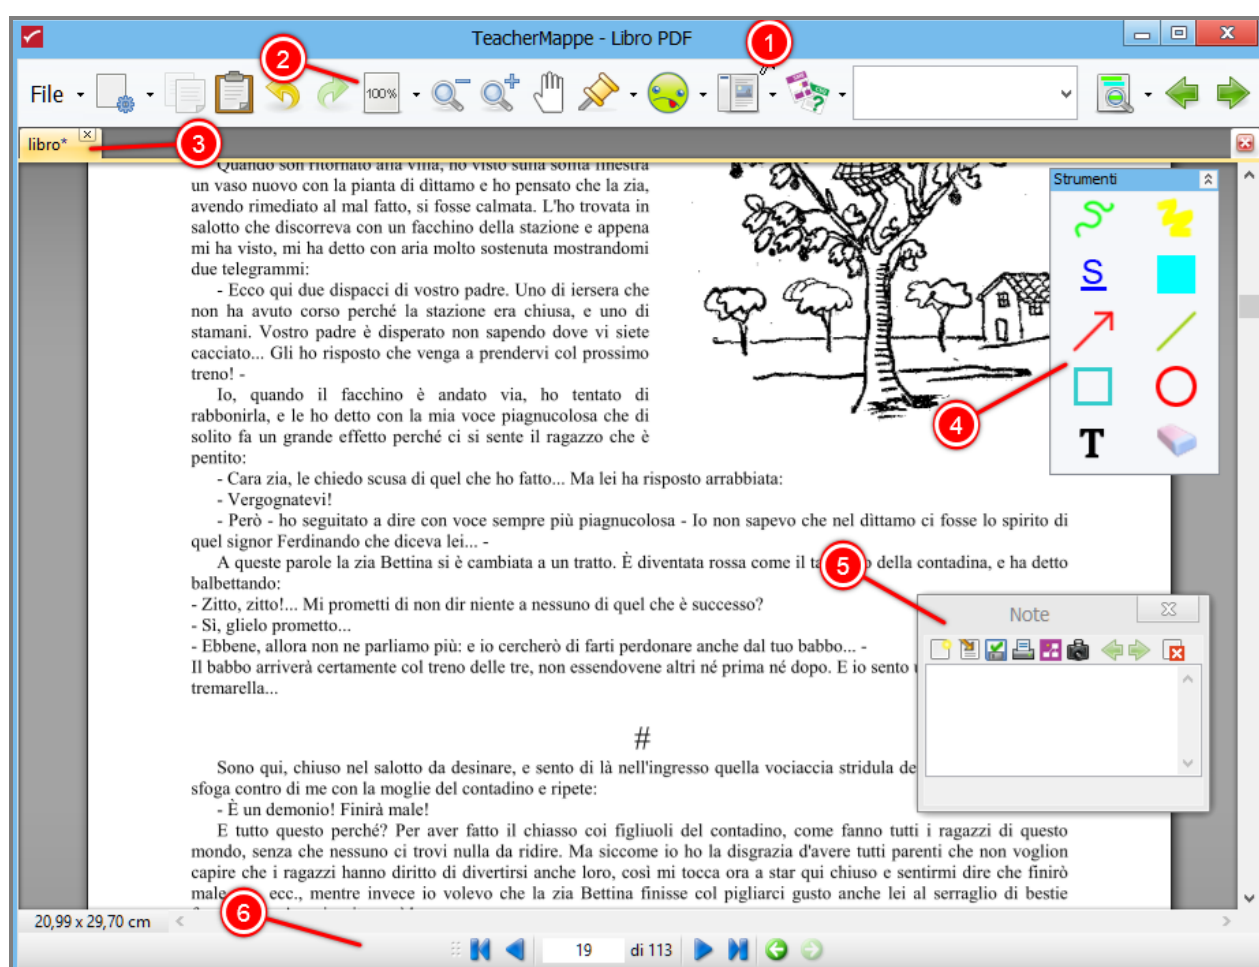 TeacherMappe - Libro PDF
1
2
File
100%
libro*
3
Quando son ritornato alla villa, ho visto sulla solita finestra
un vaso nuovo con la pianta di dìttamo e ho pensato che la zia,
avendo rimediato al mal fatto, si fosse calmata. L'ho trovata in
salotto che discorreva con un facchino della stazione e appena
mi ha visto, mi ha detto con aria molto sostenuta mostrandomi
due telegrammi:
- Ecco qui due dispacci di vostro padre. Uno di iersera che
non ha avuto corso perché la stazione era chiusa, e uno di
stamani. Vostro padre è disperato non sapendo dove vi siete
cacciato... Gli ho risposto che venga a prendervi col prossimo
treno! -
Io, quando il facchino è andato via, ho tentato di
rabbonirla, e le ho detto con la mia voce piagnucolosa che di
solito fa un grande effetto perché ci si sente il ragazzo che è
pentito:
- Cara zia, le chiedo scusa di quel che ho fatto... Ma lei ha risposto arrabbiata:
- Vergognatevi!
- Però - ho seguitato a dire con voce sempre più piagnucolosa - Io non sapevo che nel dìttamo ci fosse lo spirito di
quel signor Ferdinando che diceva lei... -
A queste parole la zia Bettina si è cambiata a un tratto. È diventata rossa come il della contadina, e ha detto
balbettando:
- Zitto, zitto!... Mi prometti di non dir niente a nessuno di quel che è successo?
- Sì, glielo prometto...
- Ebbene, allora non ne parliamo più: e io cercherò di farti perdonare anche dal tuo babbo... -
Il babbo arriverà certamente col treno delle tre, non essendovene altri né prima né dopo. E io sento
tremarella...
#
Sono qui, chiuso nel salotto da desinare, e sento di là nell'ingresso quella vociaccia stridula
sfoga contro di me con la moglie del contadino e ripete:
- È un demonio! Finirà male!
E tutto questo perché? Per aver fatto il chiasso coi figliuoli del contadino, come fanno tutti i ragazzi di questo
mondo, senza che nessuno ci trovi nulla da ridire. Ma siccome io ho la disgrazia d'avere tutti parenti che non voglion
capire che i ragazzi hanno diritto di divertirsi anche loro, così mi tocca ora a star qui chiuso e sentirmi dire che finirò
male ecc., mentre invece io volevo che la zia Bettina finisse col pigliarci gusto anche lei al serraglio di bestie
Strumenti
S
T
4
5
Note
6
20,99 x 29,70 cm
19 di 113